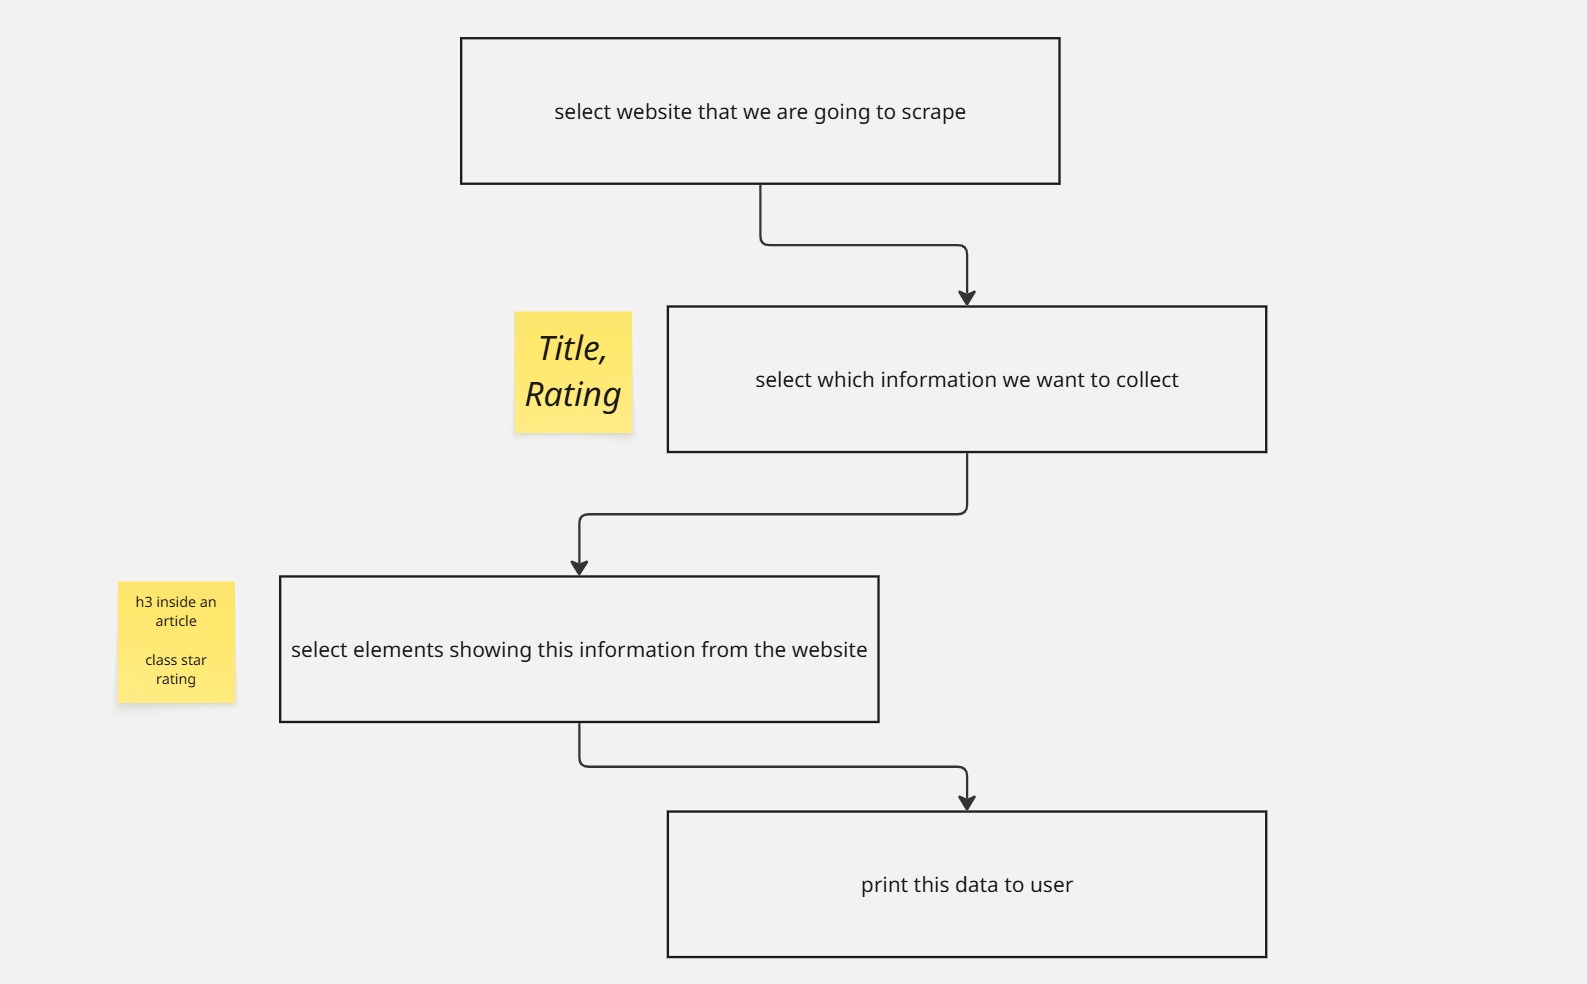 select website that we are going to scrape
Title,
Rating
select which information we want to collect
h3 inside an
article
class star
rating
select elements showing this information from the website
print this data to user